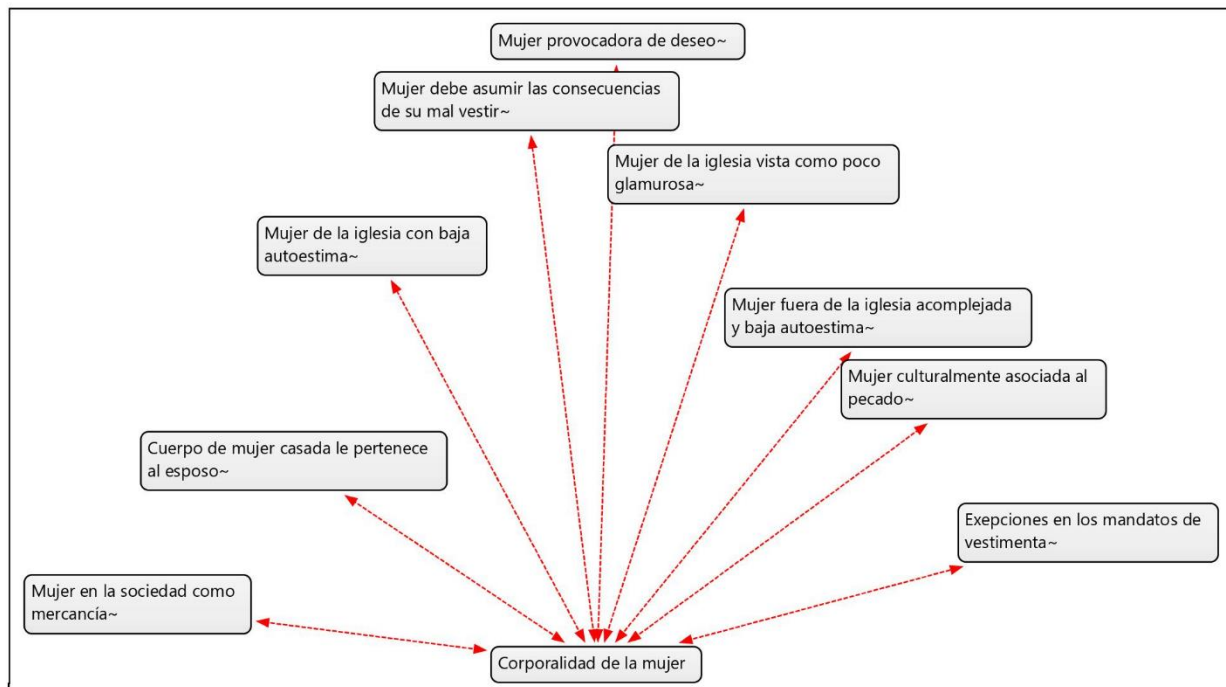 Mujer provocadora de deseo~
Mujer debe asumir las consecuencias
de su mal vestir~
Mujer de la iglesia vista como poco
glamurosa~
Mujer de la iglesia con baja
autoestima~
Mujer fuera de la iglesia acomplejada
y baja autoestima~
Mujer culturalmente asociada al
pecado~
Cuerpo de mujer casada le pertenece
al esposo~
Exepciones en los mandatos de
vestimenta~
Mujer en la sociedad como
mercancía~
Corporalidad de la mujer